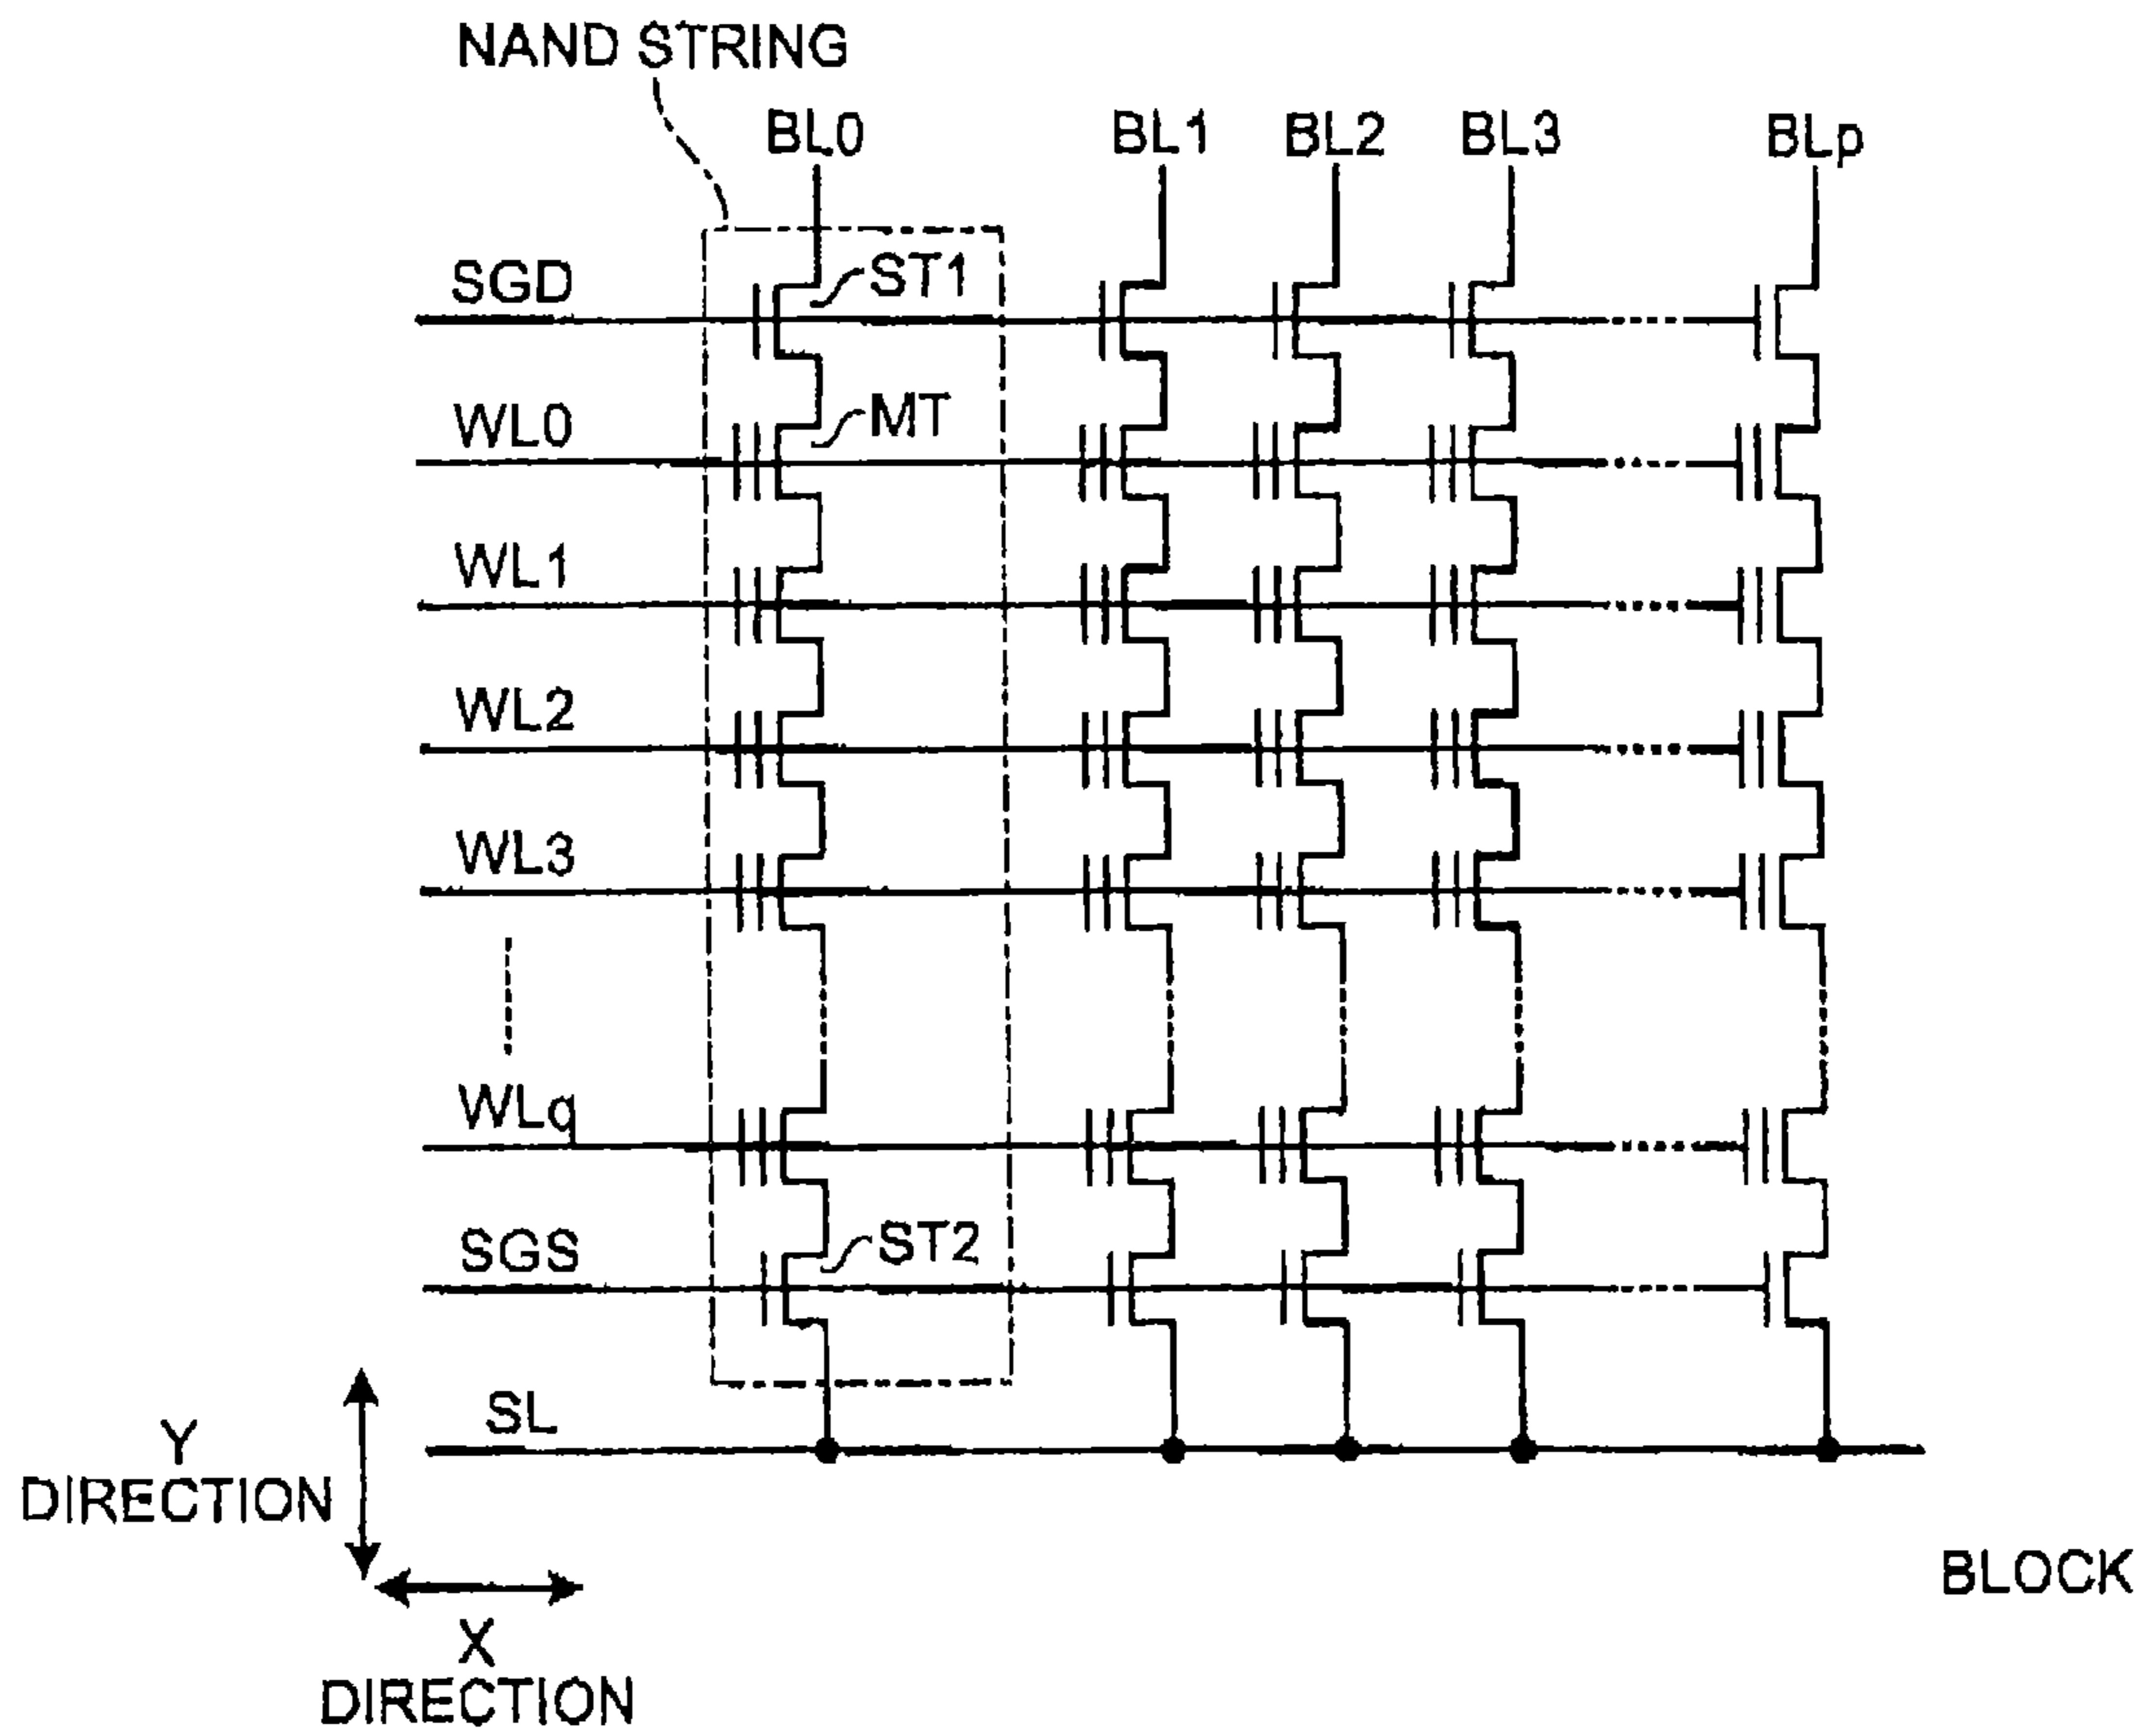 NAND STRING
BL0 BL1 BL2 BL3 BLp
SGD ST1
WL0 MT
WL1
WL2
WL3
WLq
SGS ST2
SL
Y
DIRECTION
BLOCK
X
DIRECTION